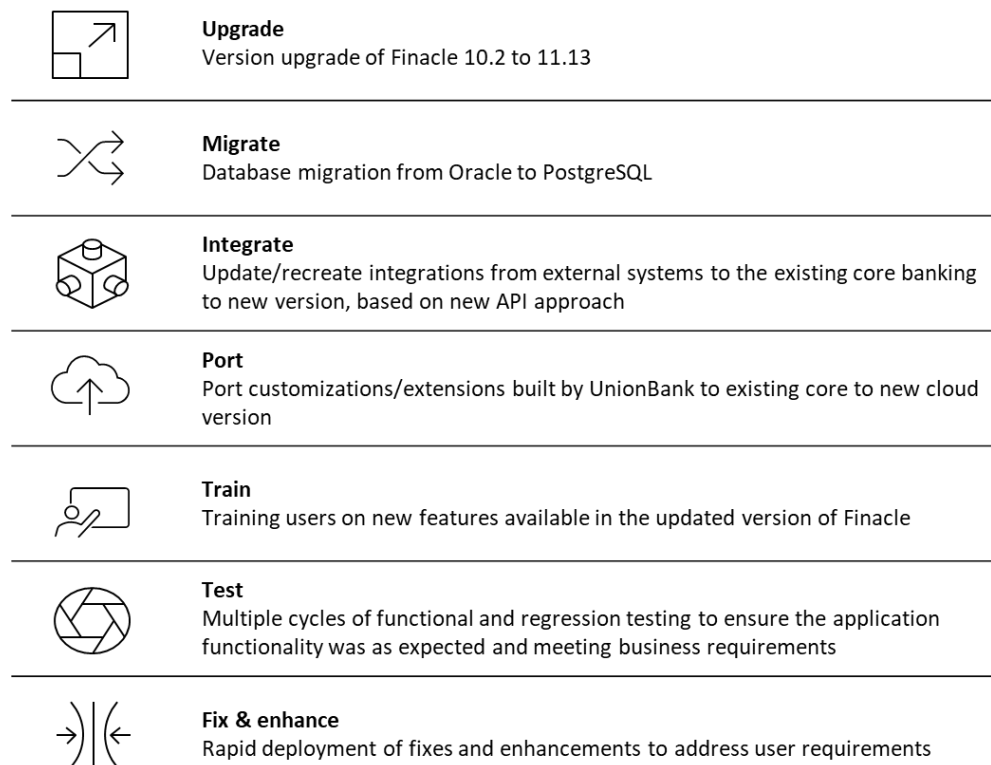 Upgrade
Version upgrade of Finacle 10.2 to 11.13
Migrate
Database migration from Oracle to PostgreSQL
Integrate
Update/recreate integrations from external systems to the existing core banking
to new version, based on new API approach
Port
Port customizations/extensions built by UnionBank to existing core to new cloud
version
Train
Training users on new features available in the updated version of Finacle
Test
Multiple cycles of functional and regression testing to ensure the application
functionality was as expected and meeting business requirements
Fix & enhance
Rapid deployment of fixes and enhancements to address user requirements